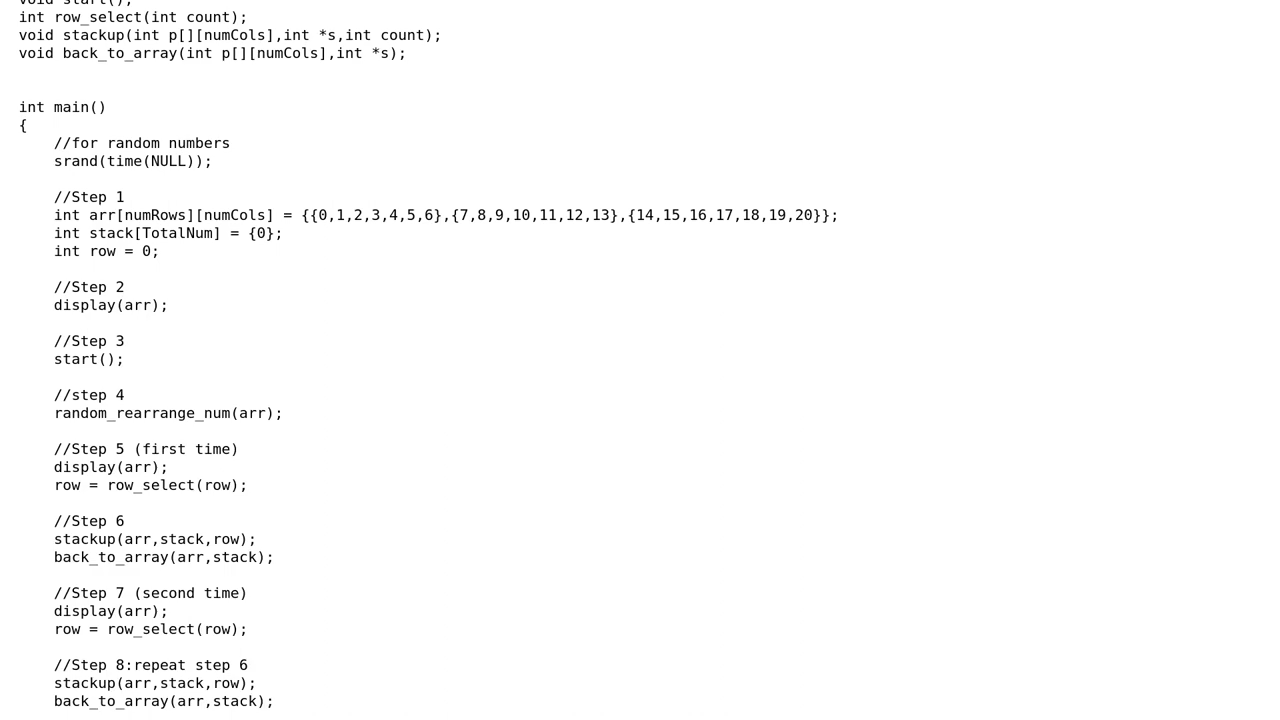 void start();
int row_select(int count);
void stackup(int p[][numCols],int *s,int count);
void back_to_array(int p[][numCols],int *s);
int main()
{
//for random numbers
srand(time(NULL));
//Step 1
int arr[numRows][numCols] = {{0,1,2,3,4,5,6},{7,8,9,10,11,12,13},{14,15,16,17,18,19,20}};
int stack[TotalNum] = {0};
int row = 0;
//Step 2
display(arr);
//Step 3
start();
//step 4
random_rearrange_num(arr);
//Step 5 (first time)
display(arr);
row = row_select(row);
//Step 6
stackup(arr,stack,row);
back_to_array(arr,stack);
//Step 7 (second time)
display(arr);
row = row_select(row);
//Step 8:repeat step 6
stackup(arr,stack,row);
back_to_array(arr,stack);